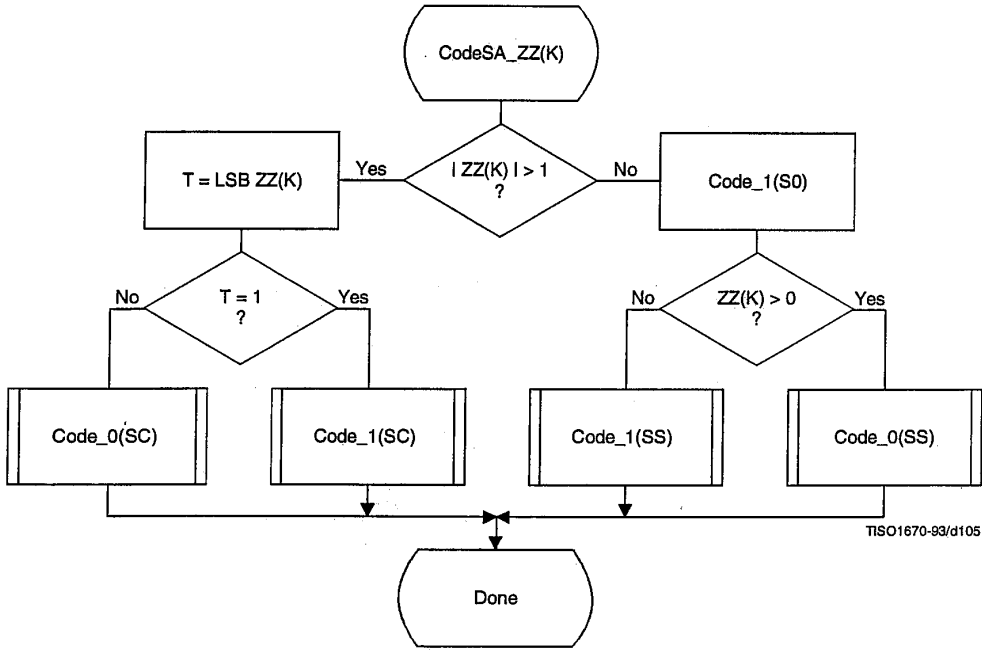 CodeSA_ZZ(K)
T = LSB ZZ(K)
Yes
| ZZ(K) | > 1
?
No
Code_1(S0)
No
T = 1
?
Yes
No
ZZ(K) > 0
?
Yes
Code_0(SC)
Code_1(SC)
Code_1(SS)
Code_0(SS)
TISO1670-93/d105
Done